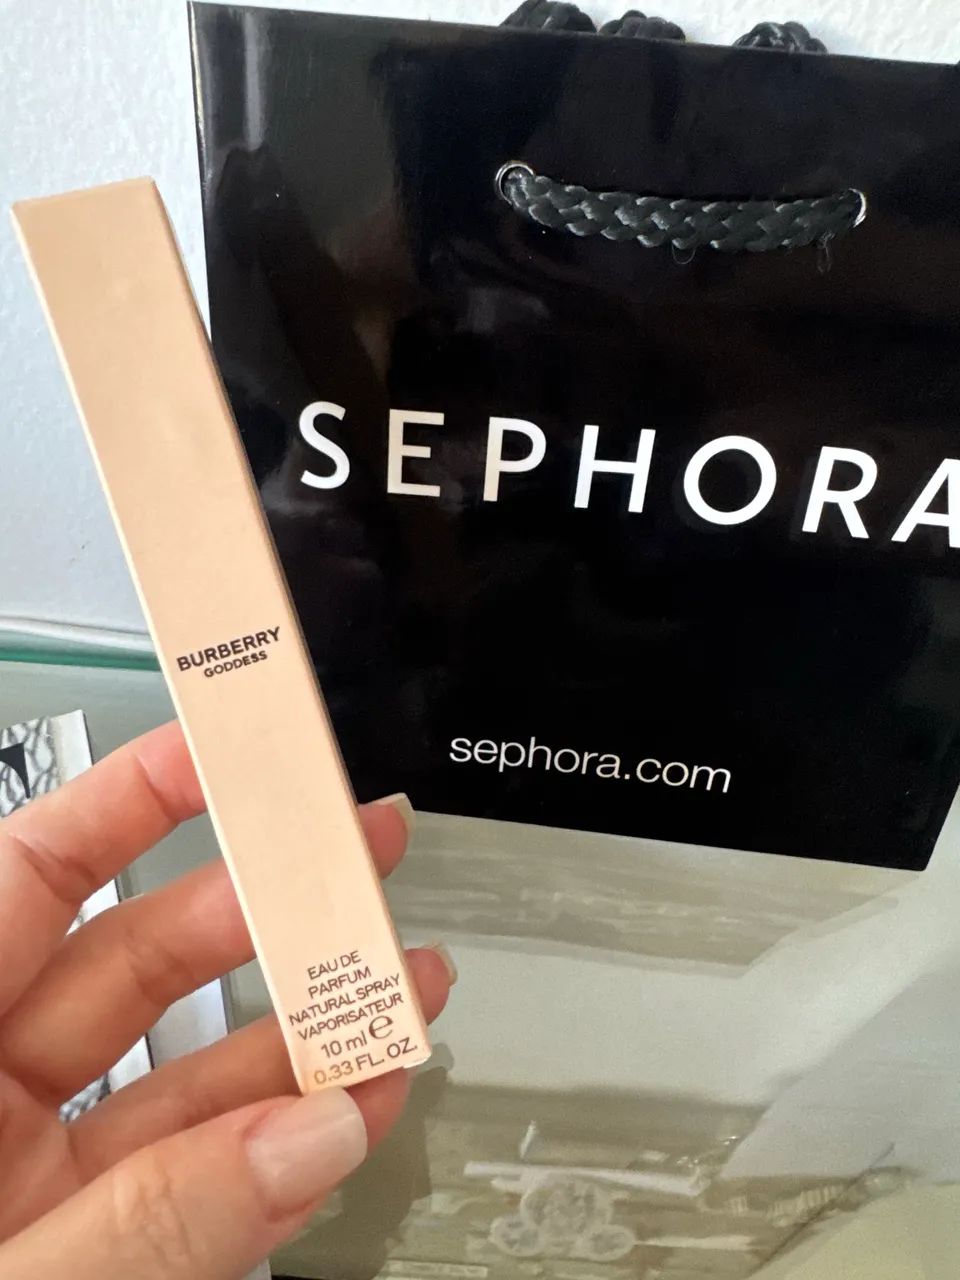 SEPHORA
sephora.com
BURBERRY
GODDESS
EAU DE
PARFUM
NATURAL SPRAY
VAPORISATEUR
10 ml ℮
0.33 FL. OZ.